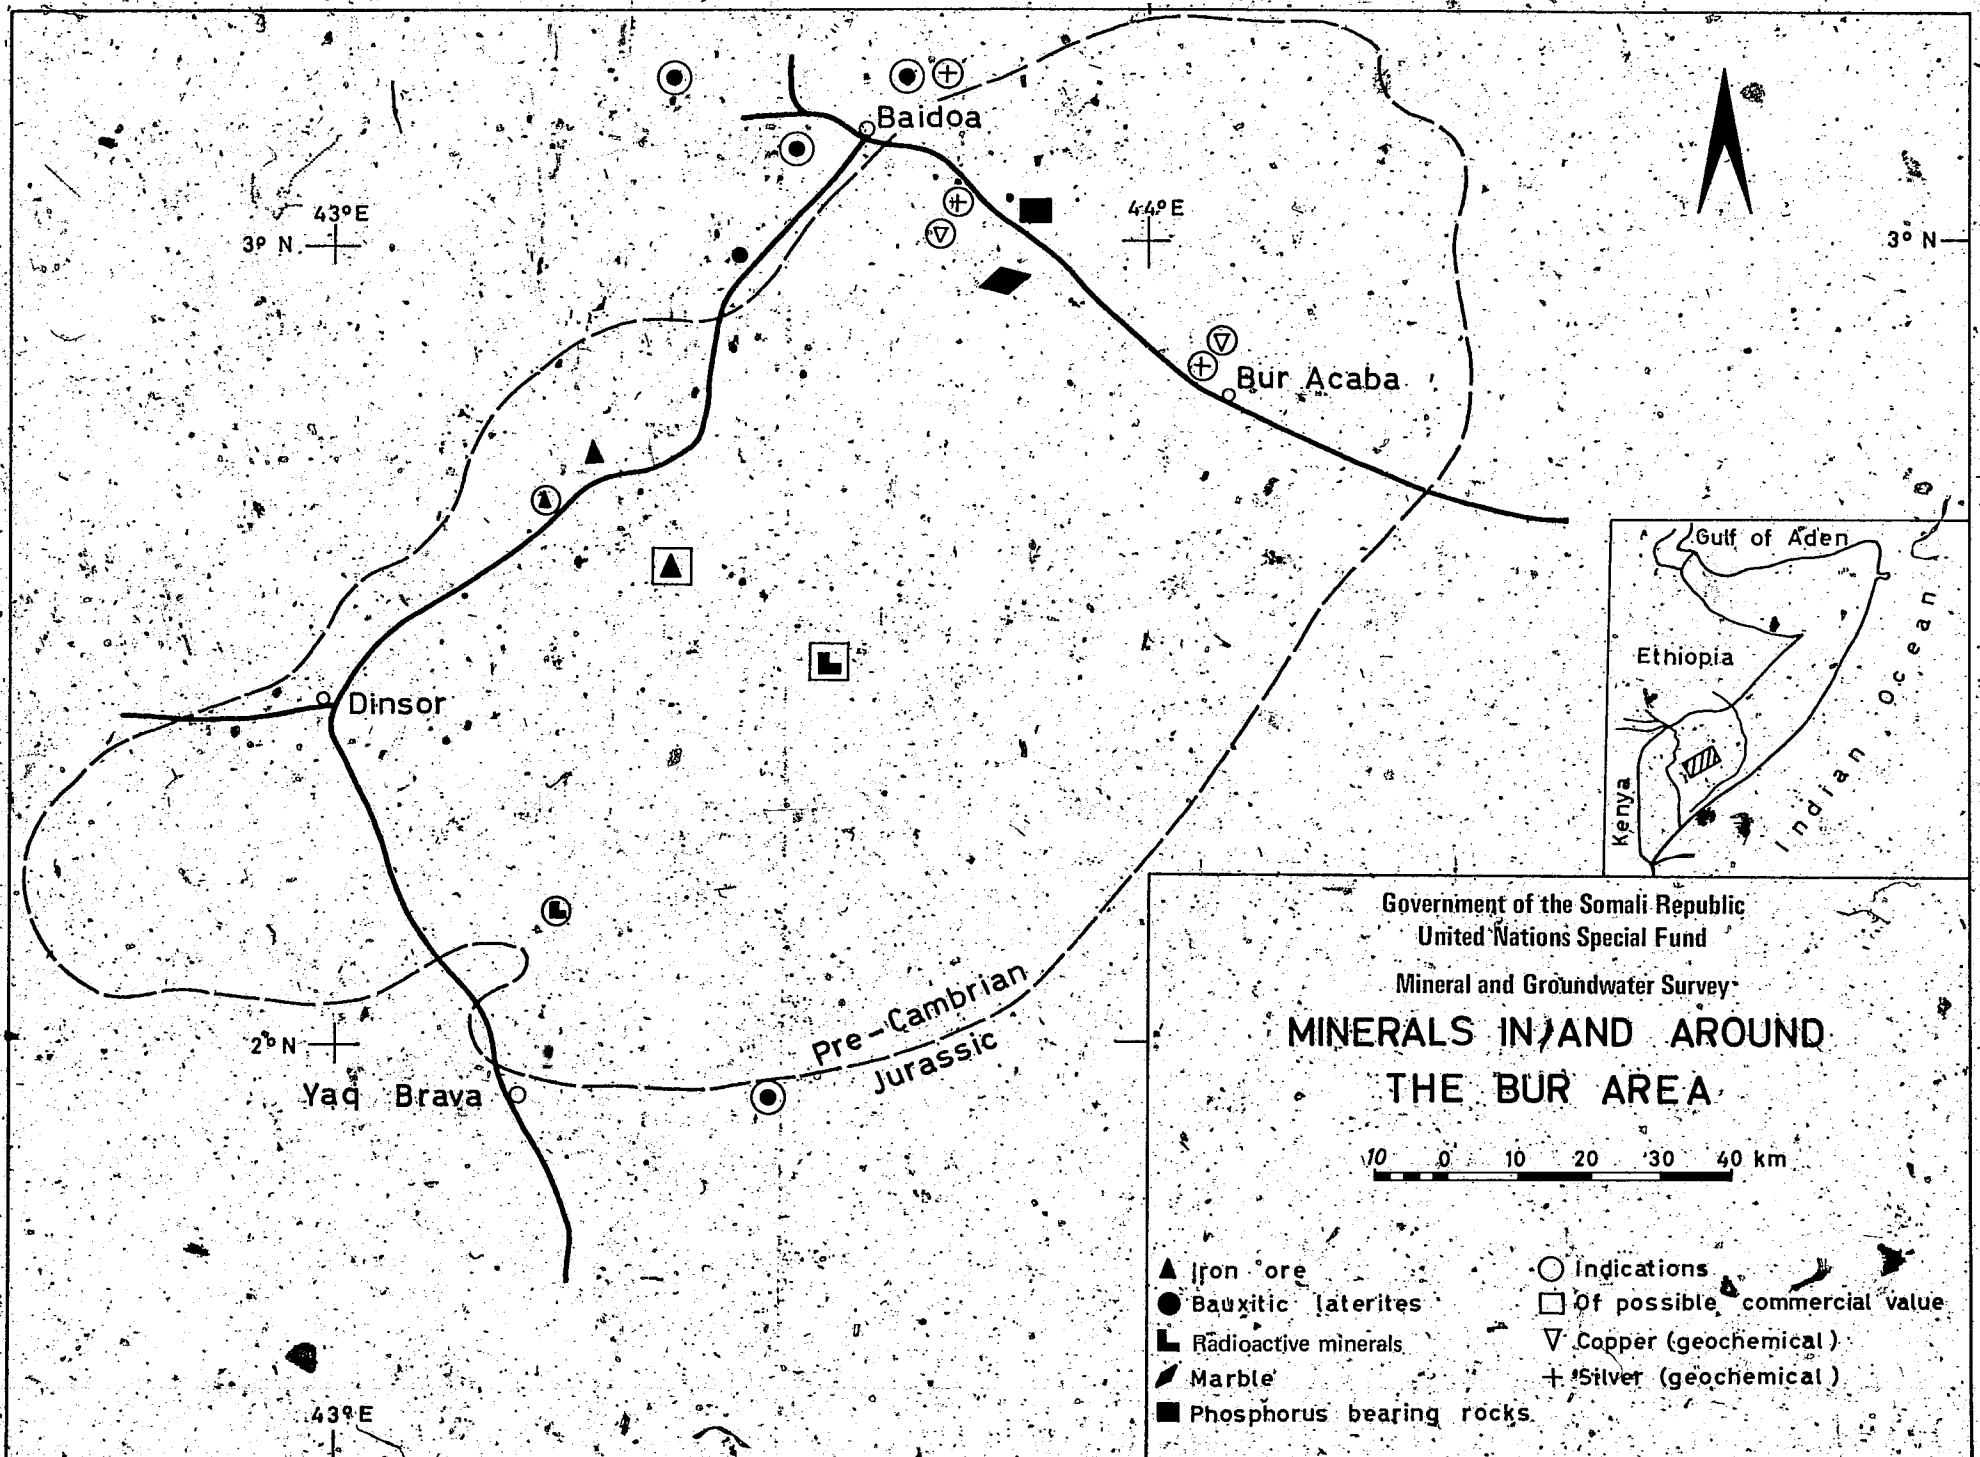 Baidoa
43°E
44°E
3° N
3° N
Bur Acaba
Gulf of Aden
Ethiopia
Indian Ocean
Kenya
Dinsor
Government of the Somali Republic
United Nations Special Fund
Mineral and Groundwater Survey
MINERALS IN AND AROUND
THE BUR AREA
Pre-Cambrian
Jurassic
2° N
Yaq Brava
10 0 10 20 30 40 km
Iron ore
Bauxitic laterites
Radioactive minerals
Marble
Phosphorus bearing rocks
Indications
Of possible commercial value
Copper (geochemical)
Silver (geochemical)
43°E